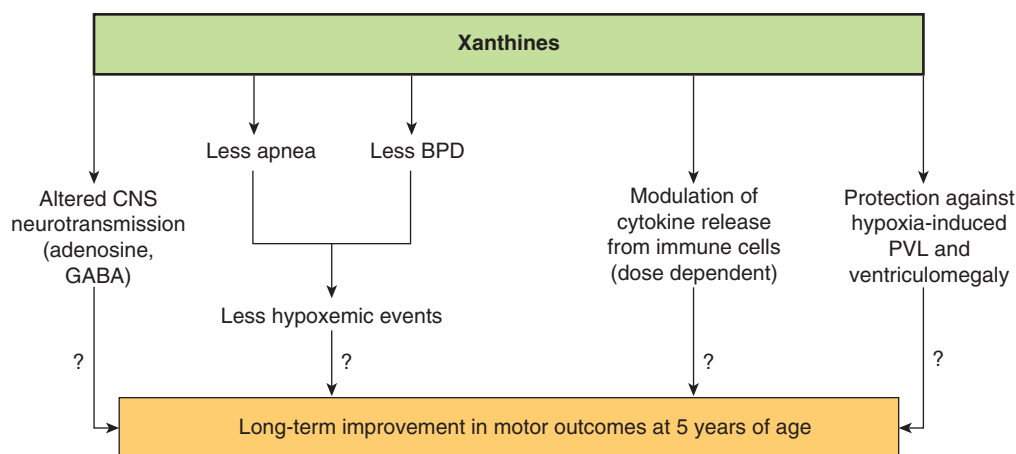 Xanthines
Less apnea
Less BPD
Altered CNS
neurotransmission
(adenosine,
GABA)
Modulation of
cytokine release
from immune cells
(dose dependent)
Protection against
hypoxia-induced
PVL and
ventriculomegaly
Less hypoxemic events
?
?
?
?
Long-term improvement in motor outcomes at 5 years of age